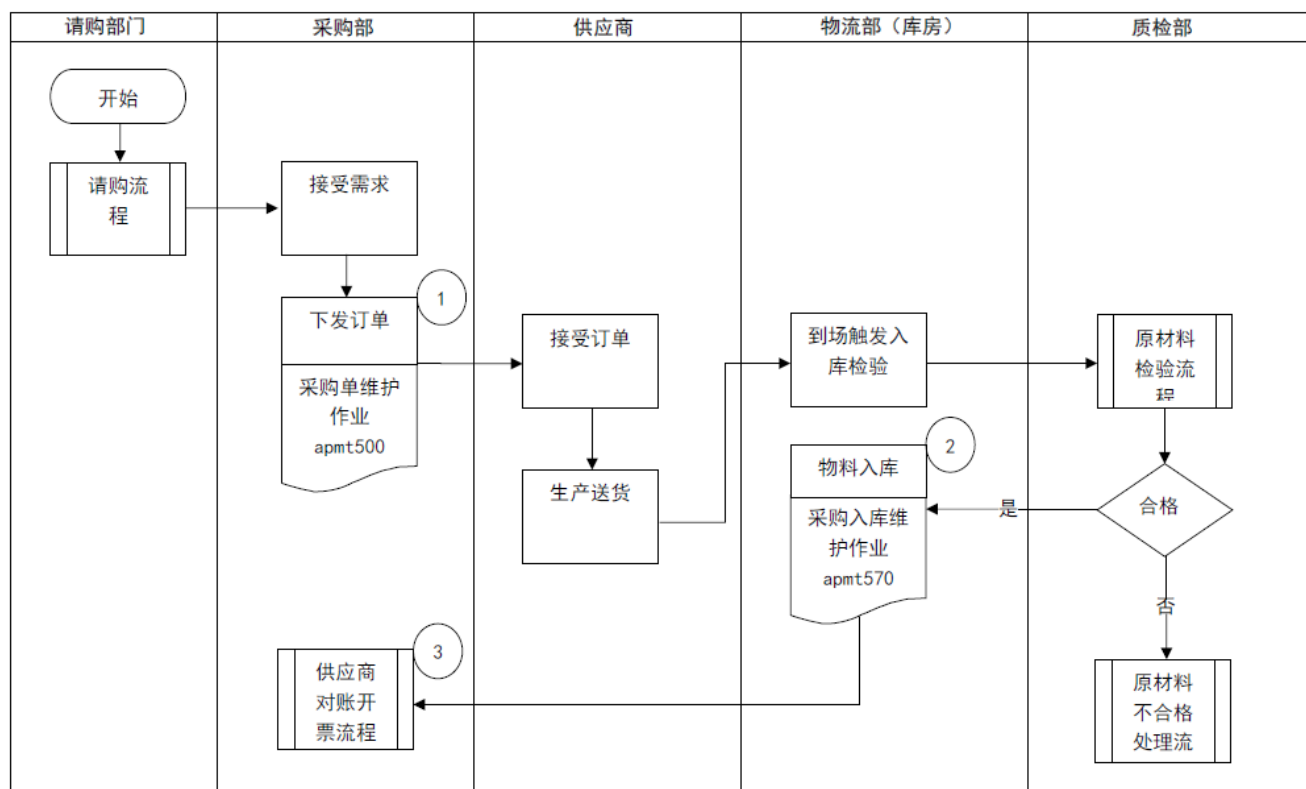 请购部门
采购部
供应商
物流部（库房）
质检部
开始
请购流
程
接受需求
1
下发订单
采购单维护
作业
apmt500
接受订单
生产送货
到场触发入
库检验
原材料
检验流
程
2
物料入库
采购入库维
护作业
apmt570
是
合格
否
3
供应商
对账开
票流程
原材料
不合格
处理流